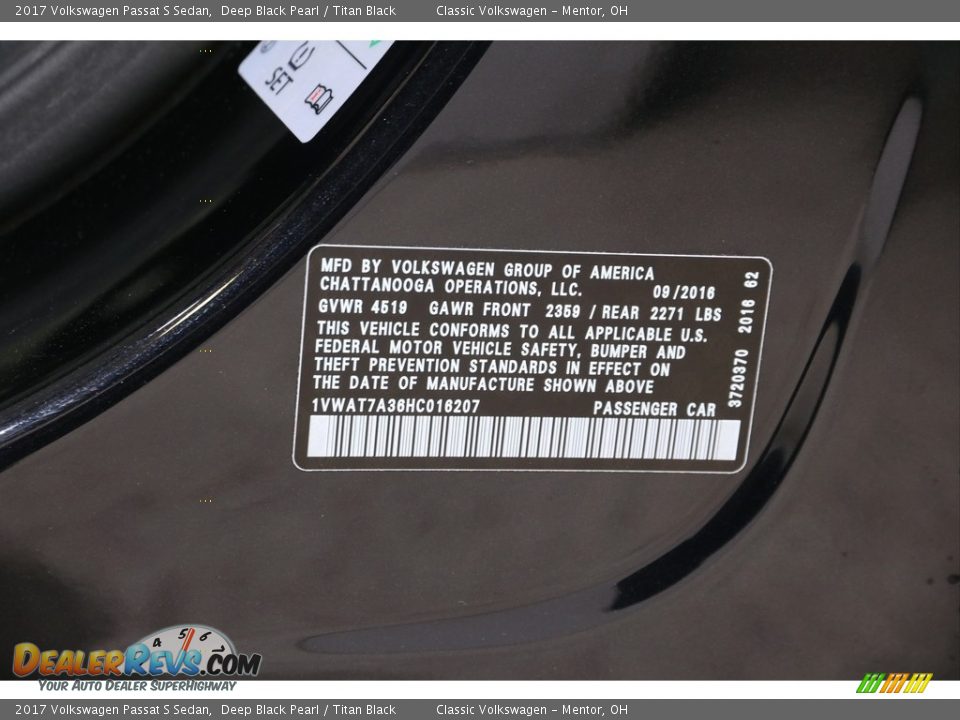 2017 Volkswagen Passat S Sedan, Deep Black Pearl / Titan Black Classic Volkswagen - Mentor, OH
MFD BY VOLKSWAGEN GROUP OF AMERICA
CHATTANOOGA OPERATIONS, LLC. 09/2016
GVWR 4519 GAWR FRONT 2359 / REAR 2271 LBS
THIS VEHICLE CONFORMS TO ALL APPLICABLE U.S.
FEDERAL MOTOR VEHICLE SAFETY, BUMPER AND
THEFT PREVENTION STANDARDS IN EFFECT ON
THE DATE OF MANUFACTURE SHOWN ABOVE
1VWAT7A36HC016207 PASSENGER CAR
3720370 2016 62
4 5 6 7
DEALERREVS.COM
YOUR AUTO DEALER SUPERHIGHWAY
2017 Volkswagen Passat S Sedan, Deep Black Pearl / Titan Black Classic Volkswagen - Mentor, OH